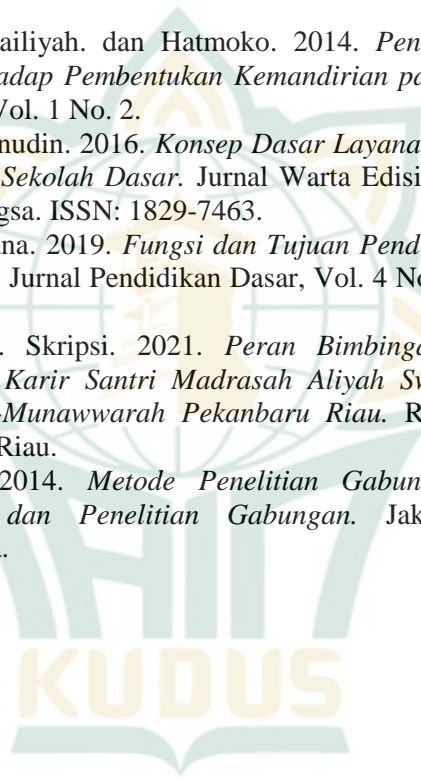 ailiyah. dan Hatmoko. 2014. Pen
adap Pembentukan Kemandirian pa
Vol. 1 No. 2.
nudin. 2016. Konsep Dasar Layana
Sekolah Dasar. Jurnal Warta Edisi
gsa. ISSN: 1829-7463.
na. 2019. Fungsi dan Tujuan Pend
Jurnal Pendidikan Dasar, Vol. 4 No
. Skripsi. 2021. Peran Bimbinga
Karir Santri Madrasah Aliyah Sw
-Munawwarah Pekanbaru Riau. R
Riau.
2014. Metode Penelitian Gabun
dan Penelitian Gabungan. Jak
.
KUDUS